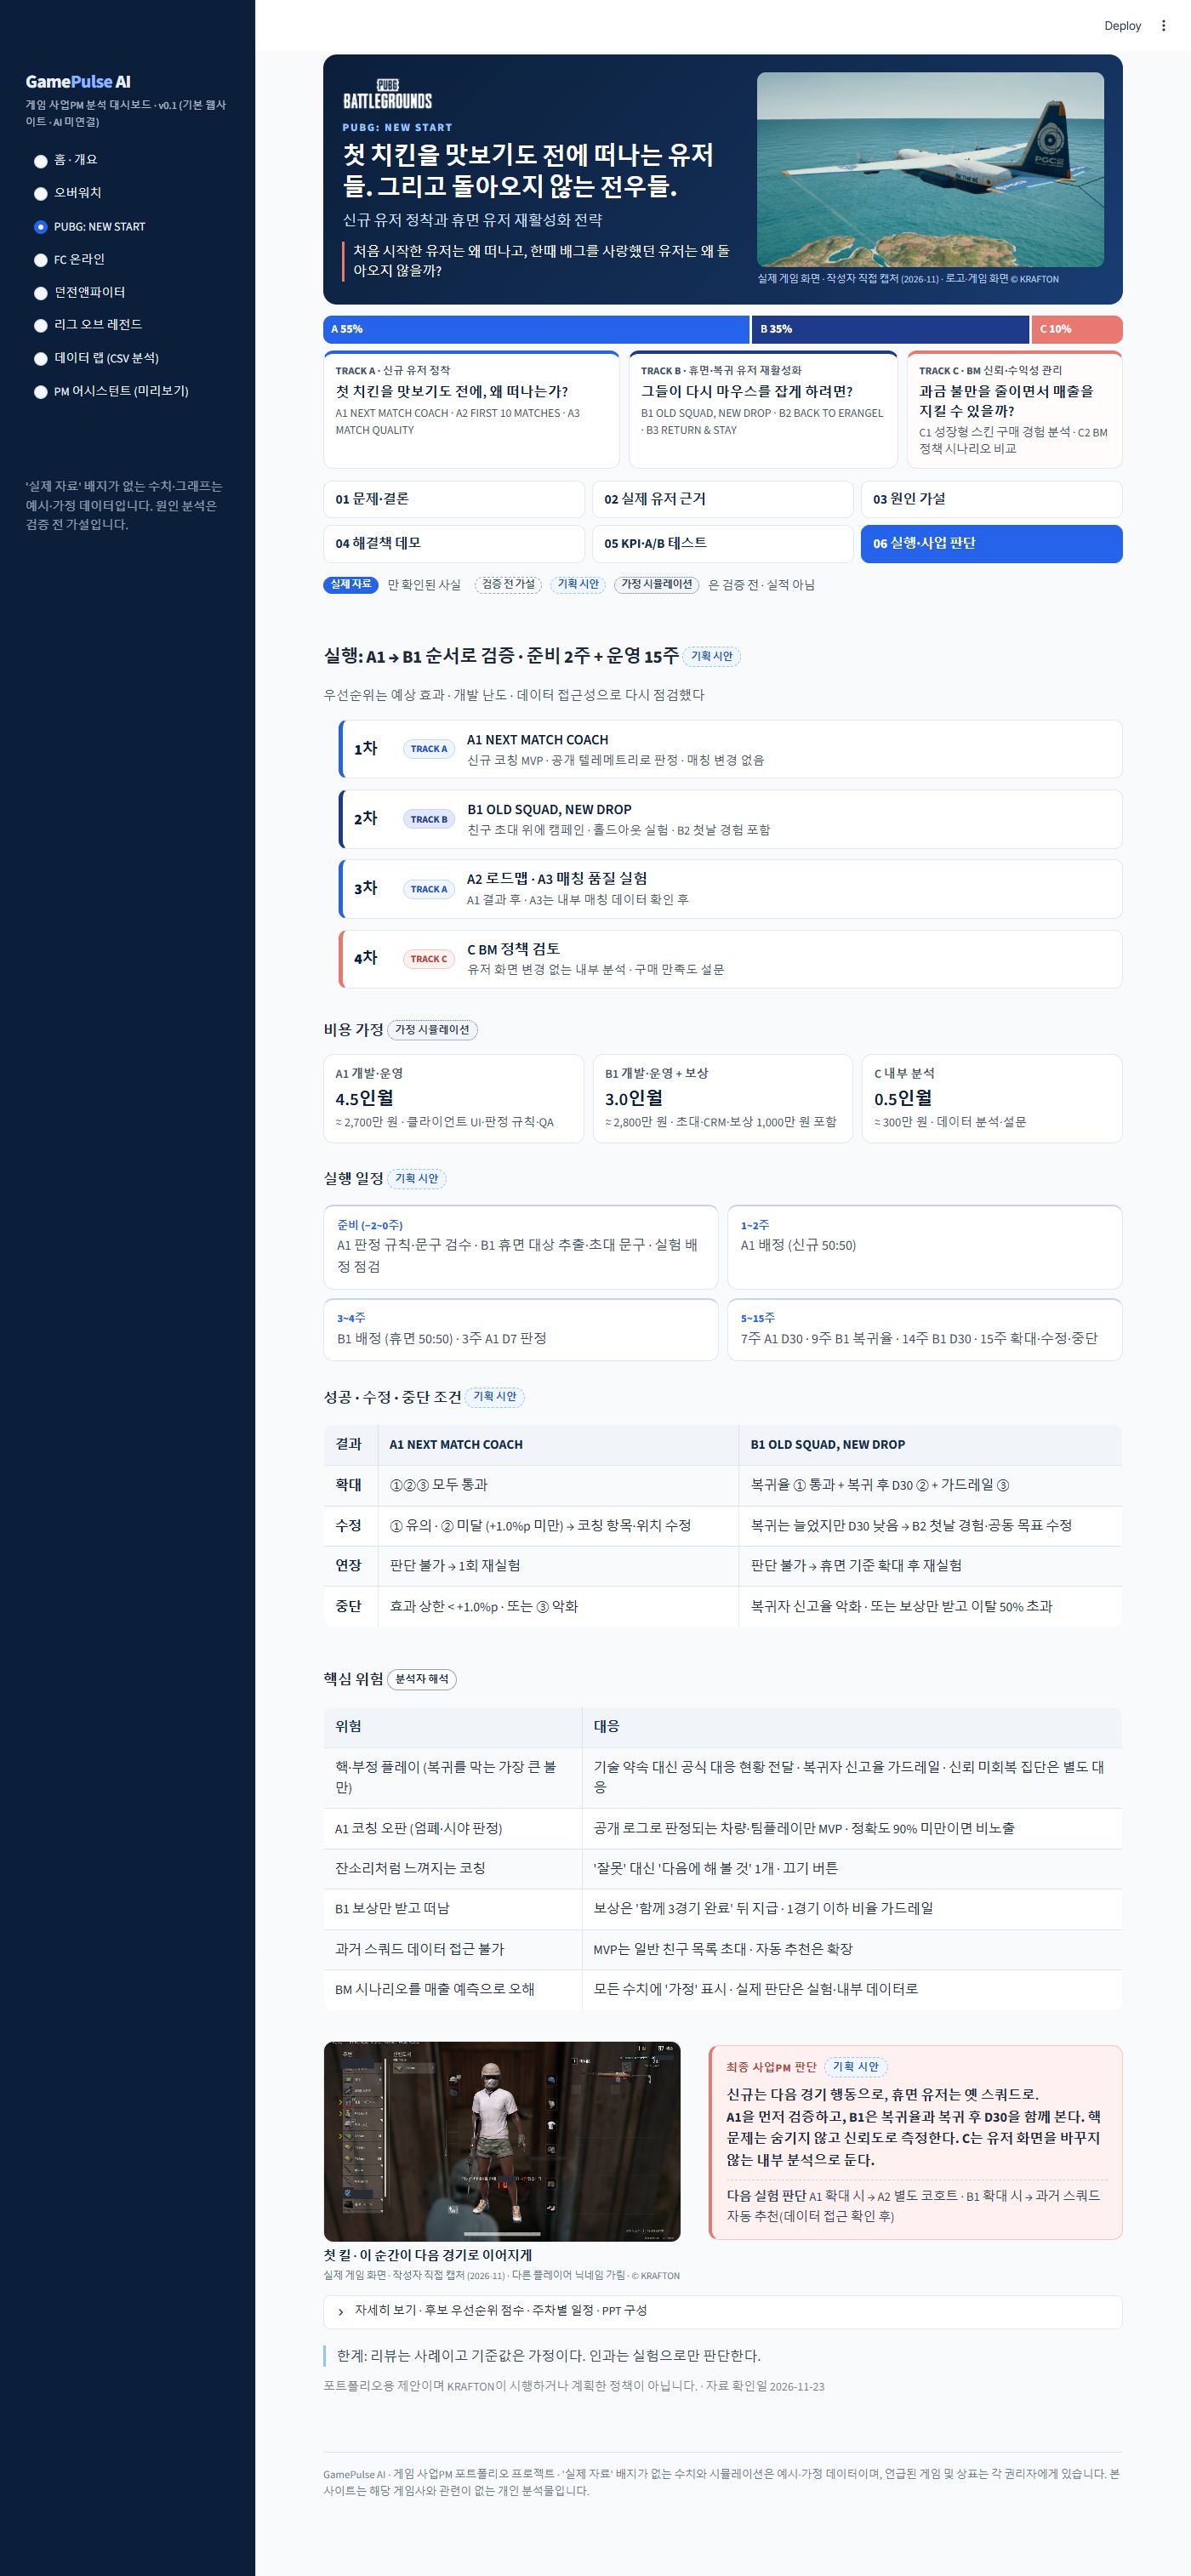 Deploy
GamePulse AI
게임 사업PM 분석 대시보드 · v0.1 (기본 웹사
이트 · AI 미연결)
홈 · 개요
오버워치
PUBG: NEW START
FC 온라인
던전앤파이터
리그 오브 레전드
데이터 랩 (CSV 분석)
PM 어시스턴트 (미리보기)
'실제 자료' 배지가 없는 수치·그래프는
예시·가정 데이터입니다. 원인 분석은
검증 전 가설입니다.
PUBG
BATTLEGROUNDS
PUBG: NEW START
첫 치킨을 맛보기도 전에 떠나는 유저
들. 그리고 돌아오지 않는 전우들.
신규 유저 정착과 휴면 유저 재활성화 전략
처음 시작한 유저는 왜 떠나고, 한때 배그를 사랑했던 유저는 왜 돌
아오지 않을까?
PGCE
실제 게임 화면 · 작성자 직접 캡처 (2026-11) · 로고·게임 화면 © KRAFTON
A 55%
B 35%
C 10%
TRACK A · 신규 유저 정착
첫 치킨을 맛보기도 전에, 왜 떠나는가?
A1 NEXT MATCH COACH · A2 FIRST 10 MATCHES · A3
MATCH QUALITY
TRACK B · 휴면·복귀 유저 재활성화
그들이 다시 마우스를 잡게 하려면?
B1 OLD SQUAD, NEW DROP · B2 BACK TO ERANGEL
· B3 RETURN & STAY
TRACK C · BM 신뢰·수익성 관리
과금 불만을 줄이면서 매출을
지킬 수 있을까?
C1 성장형 스킨 구매 경험 분석 · C2 BM
정책 시나리오 비교
01 문제·결론
02 실제 유저 근거
03 원인 가설
04 해결책 데모
05 KPI·A/B 테스트
06 실행·사업 판단
실제 자료 만 확인된 사실 검증 전 가설 기획 시안 가정 시뮬레이션 은 검증 전 · 실적 아님
실행: A1 → B1 순서로 검증 · 준비 2주 + 운영 15주 기획 시안
우선순위는 예상 효과 · 개발 난도 · 데이터 접근성으로 다시 점검했다
1차
TRACK A
A1 NEXT MATCH COACH
신규 코칭 MVP · 공개 텔레메트리로 판정 · 매칭 변경 없음
2차
TRACK B
B1 OLD SQUAD, NEW DROP
친구 초대 위에 캠페인 · 홀드아웃 실험 · B2 첫날 경험 포함
3차
TRACK A
A2 로드맵 · A3 매칭 품질 실험
A1 결과 후 · A3는 내부 매칭 데이터 확인 후
4차
TRACK C
C BM 정책 검토
유저 화면 변경 없는 내부 분석 · 구매 만족도 설문
비용 가정 가정 시뮬레이션
A1 개발·운영
4.5인월
≈ 2,700만 원 · 클라이언트 UI·판정 규칙·QA
B1 개발·운영 + 보상
3.0인월
≈ 2,800만 원 · 초대·CRM·보상 1,000만 원 포함
C 내부 분석
0.5인월
≈ 300만 원 · 데이터 분석·설문
실행 일정 기획 시안
준비 (−2~0주)
A1 판정 규칙·문구 검수 · B1 휴면 대상 추출·초대 문구 · 실험 배
정 점검
1~2주
A1 배정 (신규 50:50)
3~4주
B1 배정 (휴면 50:50) · 3주 A1 D7 판정
5~15주
7주 A1 D30 · 9주 B1 복귀율 · 14주 B1 D30 · 15주 확대·수정·중단
성공 · 수정 · 중단 조건 기획 시안
결과 A1 NEXT MATCH COACH B1 OLD SQUAD, NEW DROP
확대 ①②③ 모두 통과 복귀율 ① 통과 + 복귀 후 D30 ② + 가드레일 ③
수정 ① 유의 · ② 미달 (+1.0%p 미만) → 코칭 항목·위치 수정 복귀는 늘었지만 D30 낮음 → B2 첫날 경험·공동 목표 수정
연장 판단 불가 → 1회 재실험 판단 불가 → 휴면 기준 확대 후 재실험
중단 효과 상한 < +1.0%p · 또는 ③ 악화 복귀자 신고율 악화 · 또는 보상만 받고 이탈 50% 초과
핵심 위험 분석자 해석
위험 대응
핵·부정 플레이 (복귀를 막는 가장 큰 불
만)
기술 약속 대신 공식 대응 현황 전달 · 복귀자 신고율 가드레일 · 신뢰 미회복 집단은 별도 대
응
A1 코칭 오판 (엄폐·시야 판정) 공개 로그로 판정되는 차량·팀플레이만 MVP · 정확도 90% 미만이면 비노출
잔소리처럼 느껴지는 코칭 '잘못' 대신 '다음에 해 볼 것' 1개 · 끄기 버튼
B1 보상만 받고 떠남 보상은 '함께 3경기 완료' 뒤 지급 · 1경기 이하 비율 가드레일
과거 스쿼드 데이터 접근 불가 MVP는 일반 친구 목록 초대 · 자동 추천은 확장
BM 시나리오를 매출 예측으로 오해 모든 수치에 '가정' 표시 · 실제 판단은 실험·내부 데이터로
첫 킬 · 이 순간이 다음 경기로 이어지게
실제 게임 화면 · 작성자 직접 캡처 (2026-11) · 다른 플레이어 닉네임 가림 · © KRAFTON
최종 사업PM 판단 기획 시안
신규는 다음 경기 행동으로, 휴면 유저는 옛 스쿼드로.
A1을 먼저 검증하고, B1은 복귀율과 복귀 후 D30을 함께 본다. 핵
문제는 숨기지 않고 신뢰도로 측정한다. C는 유저 화면을 바꾸지
않는 내부 분석으로 둔다.
다음 실험 판단 A1 확대 시 → A2 별도 코호트 · B1 확대 시 → 과거 스쿼드
자동 추천(데이터 접근 확인 후)
자세히 보기 · 후보 우선순위 점수 · 주차별 일정 · PPT 구성
한계: 리뷰는 사례이고 기준값은 가정이다. 인과는 실험으로만 판단한다.
포트폴리오용 제안이며 KRAFTON이 시행하거나 계획한 정책이 아닙니다. · 자료 확인일 2026-11-23
GamePulse AI · 게임 사업PM 포트폴리오 프로젝트 · '실제 자료' 배지가 없는 수치와 시뮬레이션은 예시·가정 데이터이며, 언급된 게임 및 상표는 각 권리자에게 있습니다. 본
사이트는 해당 게임사와 관련이 없는 개인 분석물입니다.